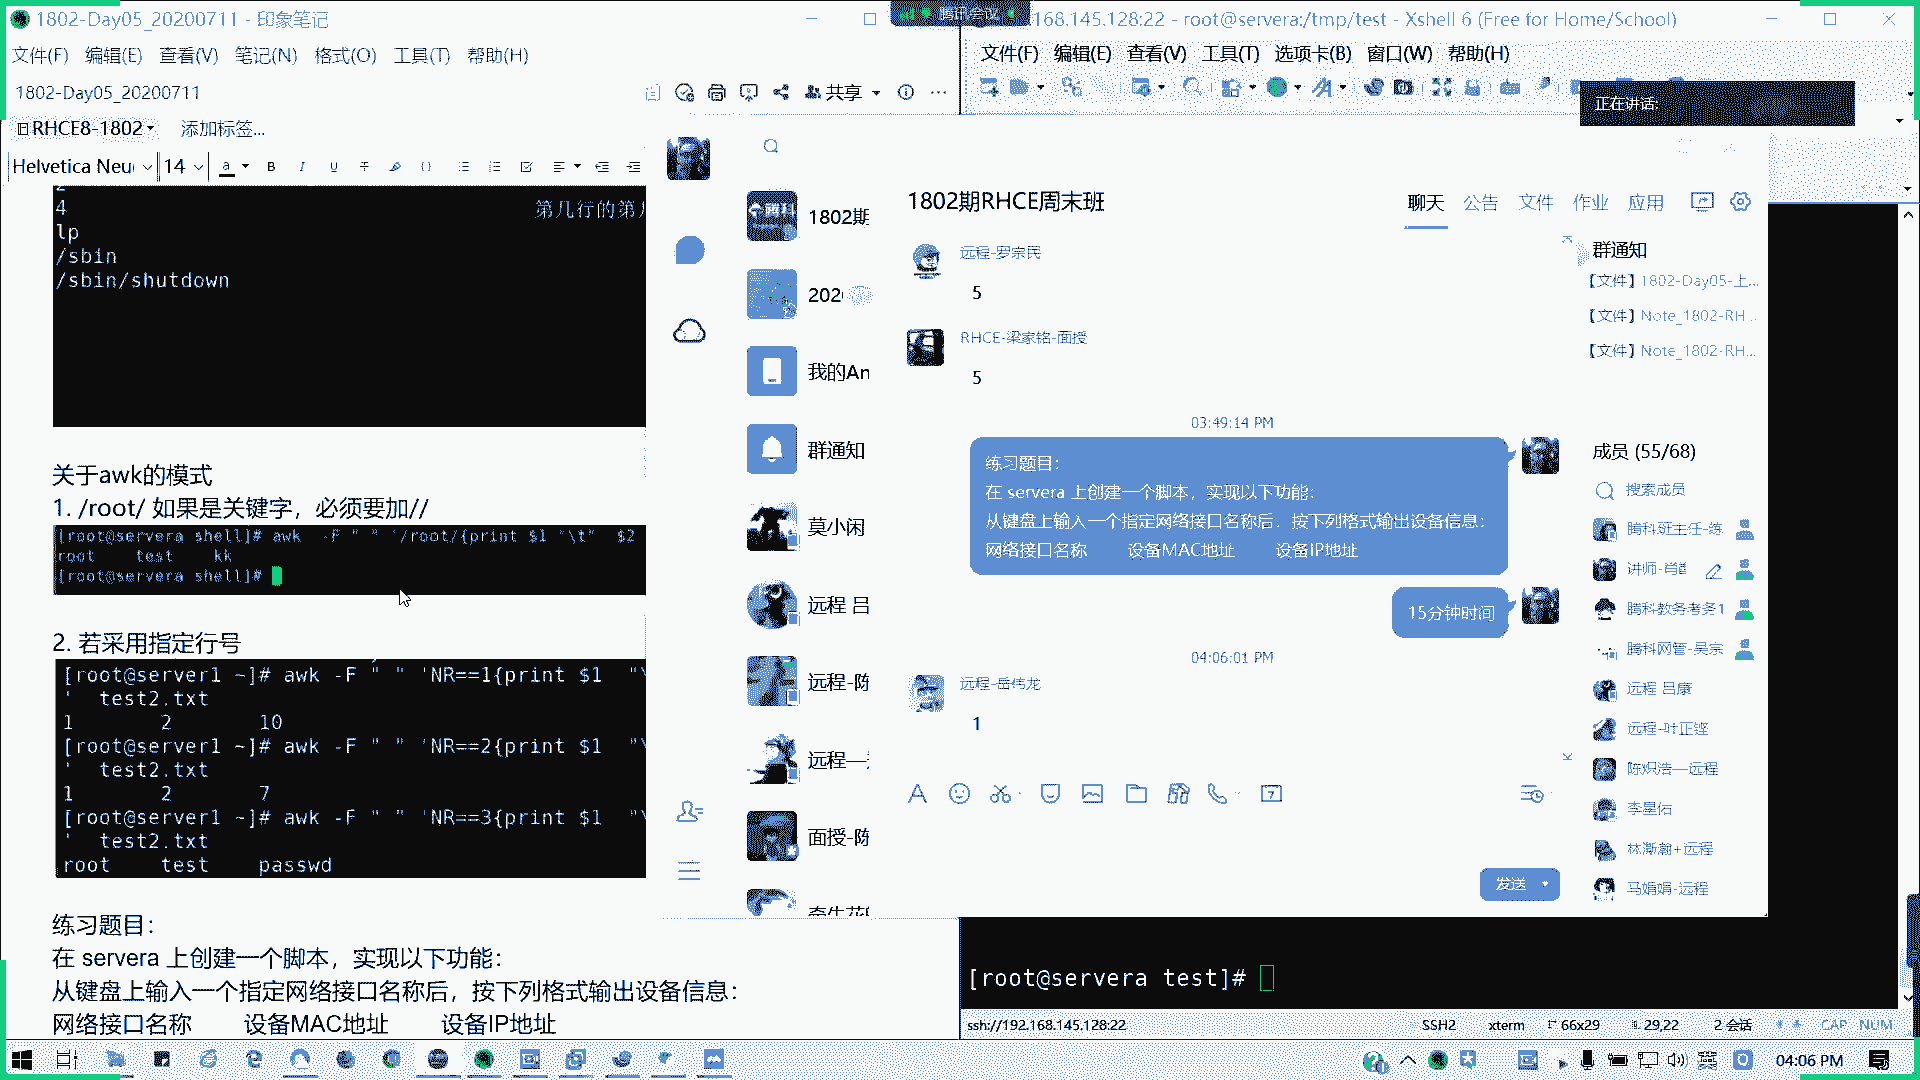 1802-Day05_20200711 - 印象笔记
文件(F) 编辑(E) 查看(V) 笔记(N) 格式(O) 工具(T) 帮助(H)
1802-Day05_20200711
共享
RHCE8-1802
添加标签...
Helvetica Neu
14
4
第几行的第
lp
/sbin
/sbin/shutdown
关于awk的模式
1. /root/ 如果是关键字，必须要加//
[root@servera shell]# awk -F " " '/root/{print $1 "\t" $2
root test kk
[root@servera shell]#
2. 若采用指定行号
[root@server1 ~]# awk -F " " 'NR==1{print $1 "\
' test2.txt
1 2 10
[root@server1 ~]# awk -F " " 'NR==2{print $1 "\
' test2.txt
1 2 7
[root@server1 ~]# awk -F " " 'NR==3{print $1 "\
' test2.txt
root test passwd
练习题目：
在 servera 上创建一个脚本，实现以下功能：
从键盘上输入一个指定网络接口名称后，按下列格式输出设备信息：
网络接口名称 设备MAC地址 设备IP地址
腾讯会议
168.145.128:22 - root@servera:/tmp/test - Xshell 6 (Free for Home/School)
文件(F) 编辑(E) 查看(V) 工具(T) 选项卡(B) 窗口(W) 帮助(H)
正在讲话:
1802期
202
我的An
群通知
莫小闲
远程 吕
远程-陈
远程—
面授-陈
1802期RHCE周末班
聊天 公告 文件 作业 应用
远程-罗宗民
5
RHCE-梁家铭-面授
5
03:49:14 PM
练习题目：
在 servera 上创建一个脚本，实现以下功能：
从键盘上输入一个指定网络接口名称后，按下列格式输出设备信息：
网络接口名称 设备MAC地址 设备IP地址
15分钟时间
04:06:01 PM
远程-岳伟龙
1
发送
群通知
【文件】1802-Day05-上...
【文件】Note_1802-RH...
【文件】Note_1802-RH...
成员 (55/68)
搜索成员
腾科班主任-练
讲师-肖
腾科教务考务1
腾科网管-吴宗
远程 吕康
远程-叶正铿
陈炽浩—远程
李星佑
林澌瀚+远程
马娟娟-远程
[root@servera test]#
ssh://192.168.145.128:22
SSH2 xterm 66x29 29,22 2 会话 CAP NUM
英
04:06 PM